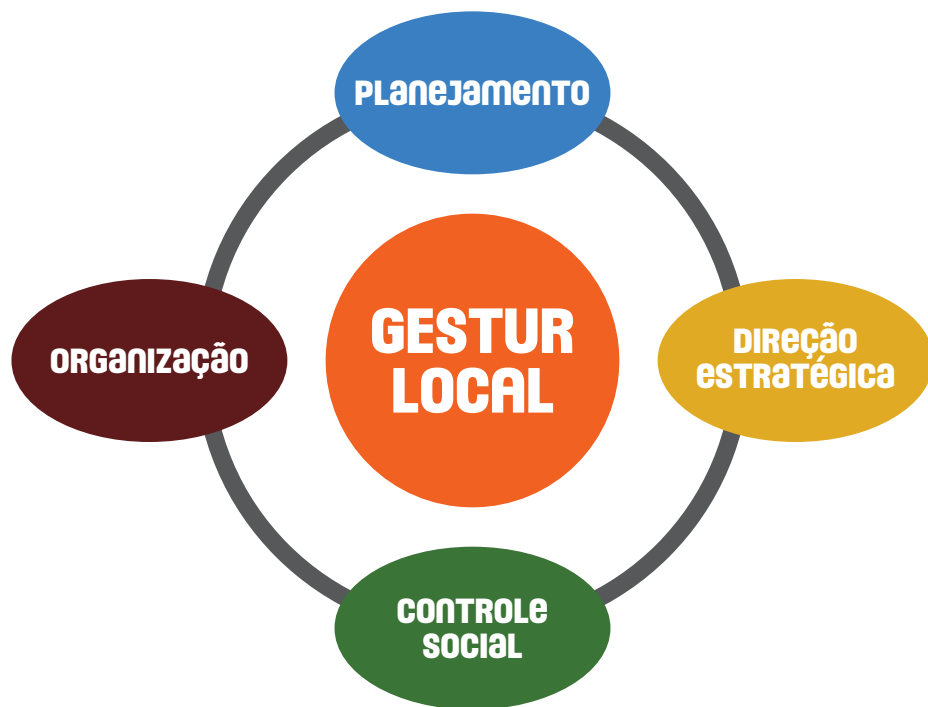 PLANEJAMENTO
GESTUR
LOCAL
ORGANIZAÇÃO
DIREÇÃO
ESTRATÉGICA
CONTROLE
SOCIAL